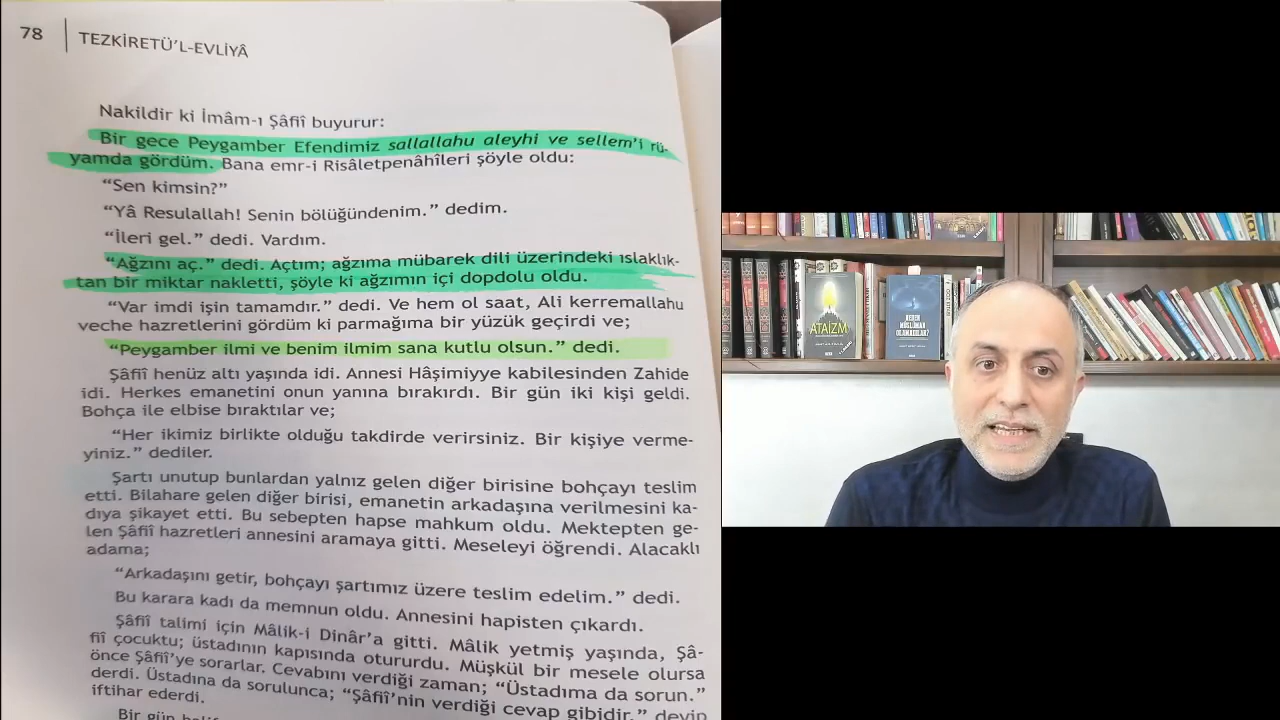 78 TEZKİRETÜ'L-EVLİYÂ
Nakildir ki İmâm-ı Şâfiî buyurur:
Bir gece Peygamber Efendimiz sallallahu aleyhi ve sellem'i rü-
yamda gördüm. Bana emr-i Risâletpenâhîleri şöyle oldu:
"Sen kimsin?"
"Yâ Resulallah! Senin bölüğündenim." dedim.
"İleri gel." dedi. Vardım.
"Ağzını aç." dedi. Açtım; ağzıma mübarek dili üzerindeki ıslaklık-
tan bir miktar nakletti, şöyle ki ağzımın içi dopdolu oldu.
"Var imdi işin tamamdır." dedi. Ve hem ol saat, Ali kerremallahu
veche hazretlerini gördüm ki parmağıma bir yüzük geçirdi ve;
"Peygamber ilmi ve benim ilmim sana kutlu olsun." dedi.
Şâfiî henüz altı yaşında idi. Annesi Hâşimiyye kabilesinden Zahide
idi. Herkes emanetini onun yanına bırakırdı. Bir gün iki kişi geldi.
Bohça ile elbise bıraktılar ve;
"Her ikimiz birlikte olduğu takdirde verirsiniz. Bir kişiye verme-
yiniz." dediler.
Şartı unutup bunlardan yalnız gelen diğer birisine bohçayı teslim
etti. Bilahare gelen diğer birisi, emanetin arkadaşına verilmesini ka-
dıya şikayet etti. Bu sebepten hapse mahkum oldu. Mektepten ge-
len Şâfiî hazretleri annesini aramaya gitti. Meseleyi öğrendi. Alacaklı
adama;
"Arkadaşını getir, bohçayı şartımız üzere teslim edelim." dedi.
Bu karara kadı da memnun oldu. Annesini hapisten çıkardı.
Şâfiî talimi için Mâlik-i Dinâr'a gitti. Mâlik yetmiş yaşında, Şâ-
fiî çocuktu; üstadının kapısında otururdu. Müşkül bir mesele olursa
önce Şâfiî'ye sorarlar. Cevabını verdiği zaman; "Üstadıma da sorun."
derdi. Üstadına da sorulunca; "Şâfiî'nin verdiği cevap gibidir." deyip
iftihar ederdi.
Bir gün
ATAİZM
NEDEN
MÜSLÜMAN
OLAMADILAR?